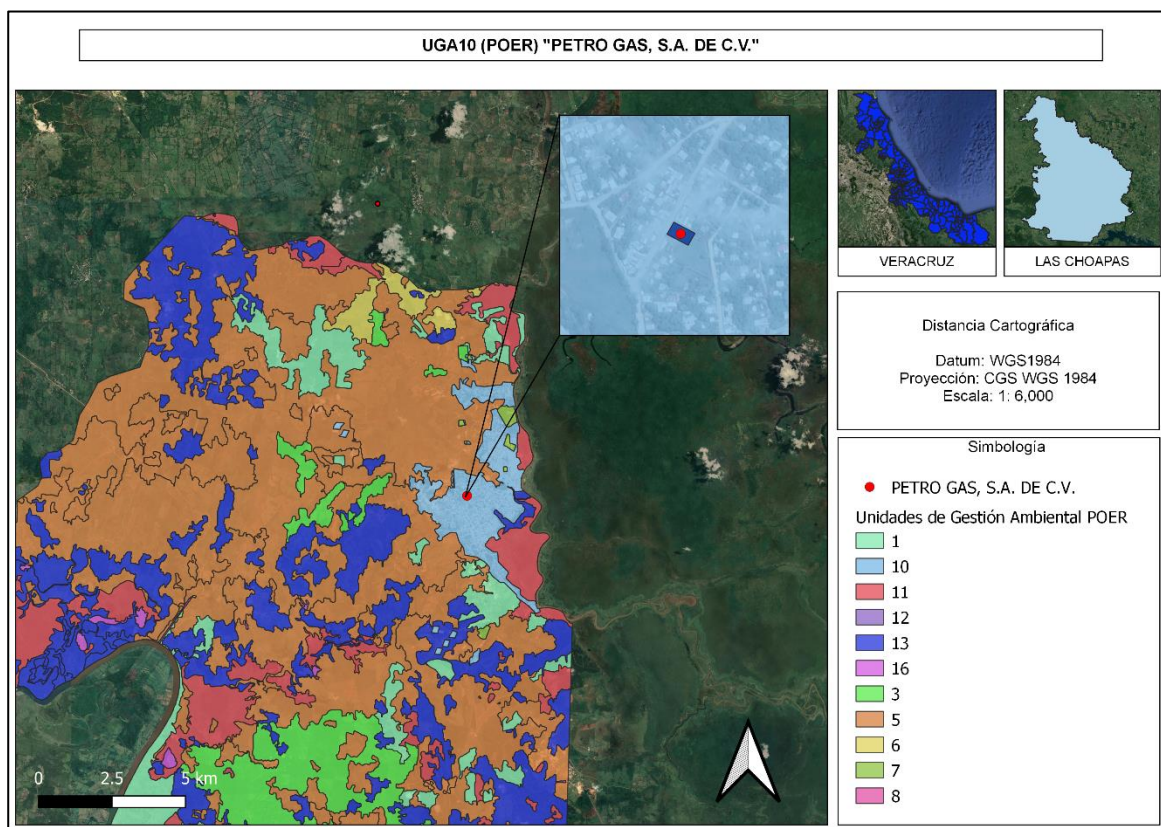 UGA10 (POER) "PETRO GAS, S.A. DE C.V."
VERACRUZ
LAS CHOAPAS
Distancia Cartográfica
Datum: WGS1984
Proyección: CGS WGS 1984
Escala: 1: 6,000
Simbología
PETRO GAS, S.A. DE C.V.
Unidades de Gestión Ambiental POER
1
10
11
12
13
16
3
5
6
7
8
0 2.5 5 km